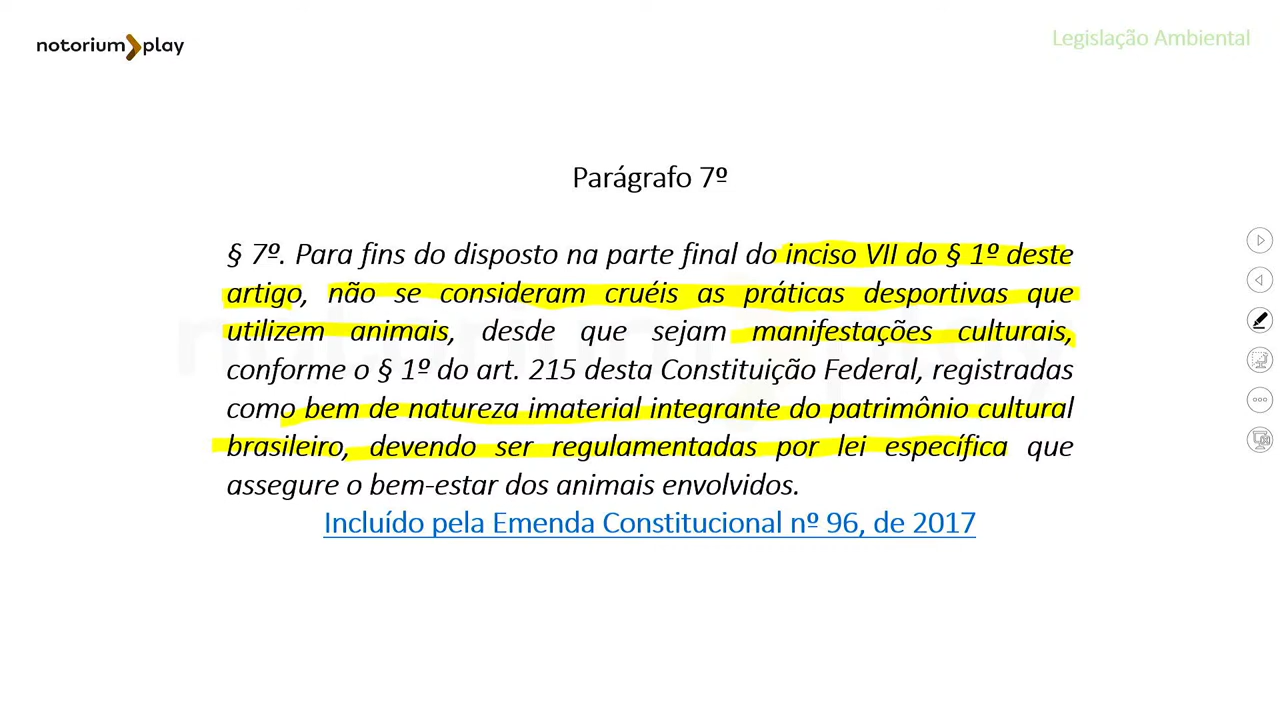 notorium play
Legislação Ambiental
Parágrafo 7º
§ 7º. Para fins do disposto na parte final do inciso VII do § 1º deste
artigo, não se consideram cruéis as práticas desportivas que
utilizem animais, desde que sejam manifestações culturais,
conforme o § 1º do art. 215 desta Constituição Federal, registradas
como bem de natureza imaterial integrante do patrimônio cultural
brasileiro, devendo ser regulamentadas por lei específica que
assegure o bem-estar dos animais envolvidos.
Incluído pela Emenda Constitucional nº 96, de 2017